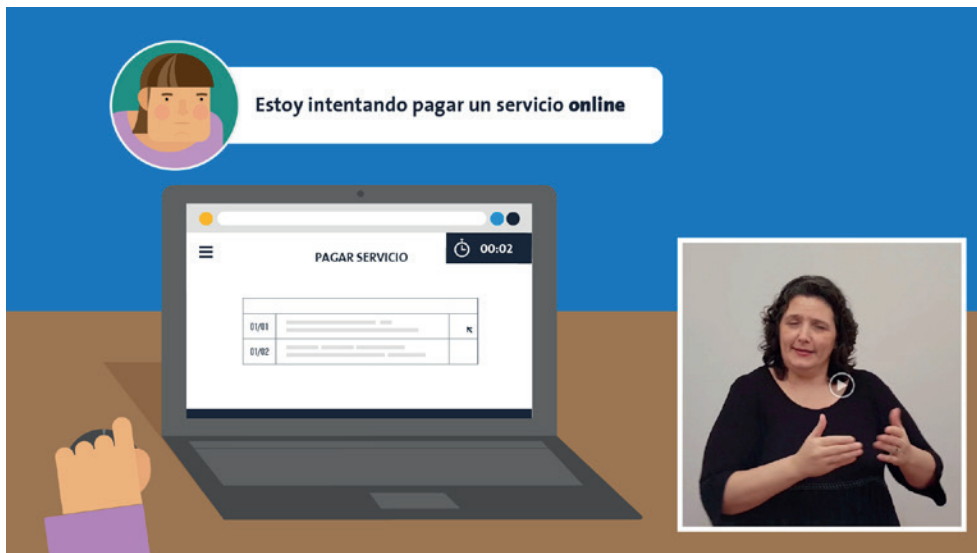 Estoy intentando pagar un servicio online
PAGAR SERVICIO
00:02
01/01
01/02